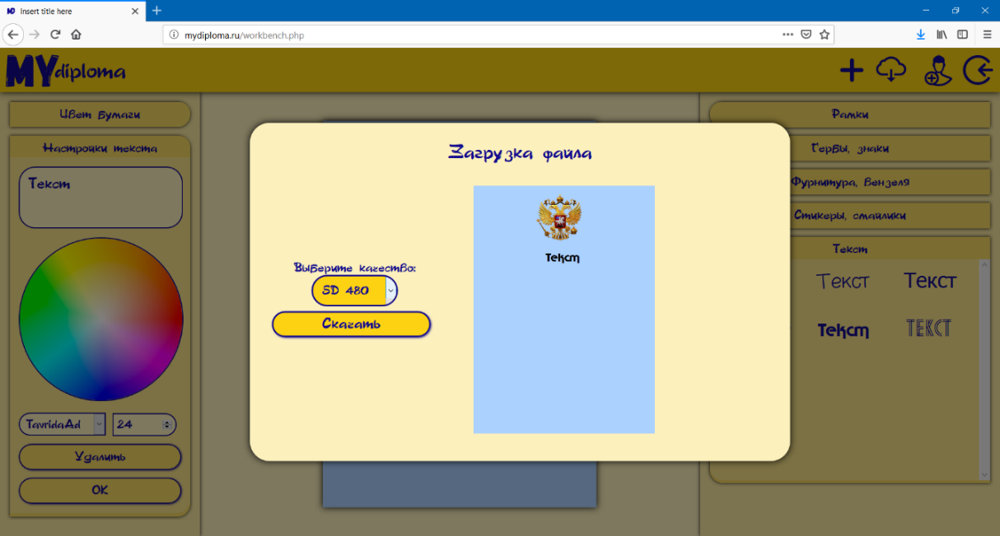 Insert title here
mydiploma.ru/workbench.php
MYdiploma
Цвет бумаги
Настройки текста
Текст
TavridaAd
24
Удалить
OK
Загрузка файла
Выберите качество:
SD 480
Скачать
Текст
Рамки
Гербы, знаки
Фурнитура, вензеля
Стикеры, смайлики
Текст
Текст Текст
Текст Текст